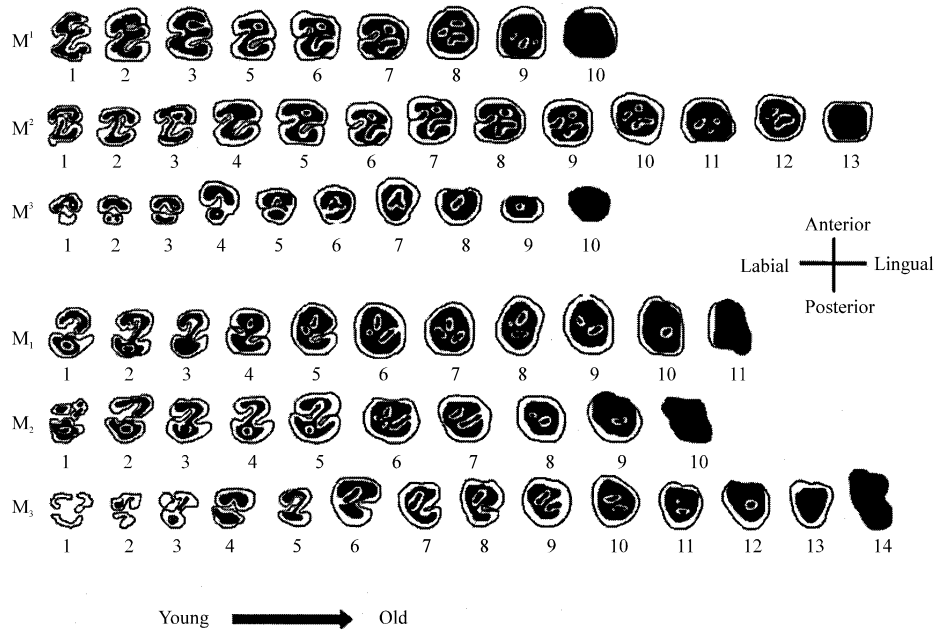 M¹
1 2 3 5 6 7 8 9 10
M²
1 2 3 4 5 6 7 8 9 10 11 12 13
M³
1 2 3 4 5 6 7 8 9 10
Anterior
Labial Lingual
Posterior
M₁
1 2 3 4 5 6 7 8 9 10 11
M₂
1 2 3 4 5 6 7 8 9 10
M₃
1 2 3 4 5 6 7 8 9 10 11 12 13 14
Young Old